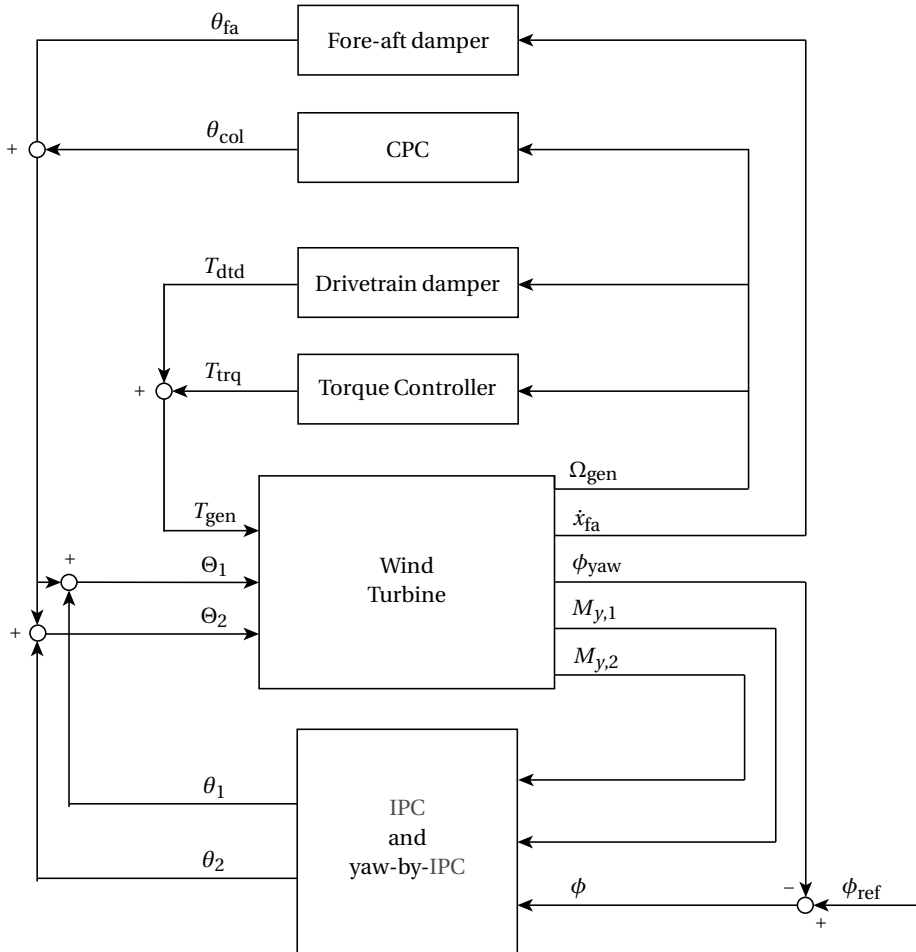 θfa
Fore-aft damper
+
θcol
CPC
Tdtd
Drivetrain damper
+
Ttrq
Torque Controller
Ωgen
Tgen
ẋfa
+
Θ1
Wind
Turbine
ϕyaw
+
Θ2
My,1
My,2
θ1
IPC
and
θ2
yaw-by-IPC
ϕ
−
ϕref
+